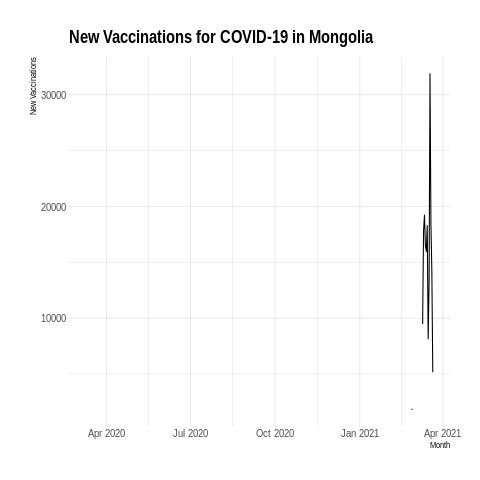 New Vaccinations for COVID-19 in Mongolia
New Vaccinations
30000
20000
10000
Apr 2020
Jul 2020
Oct 2020
Jan 2021
Apr 2021
Month